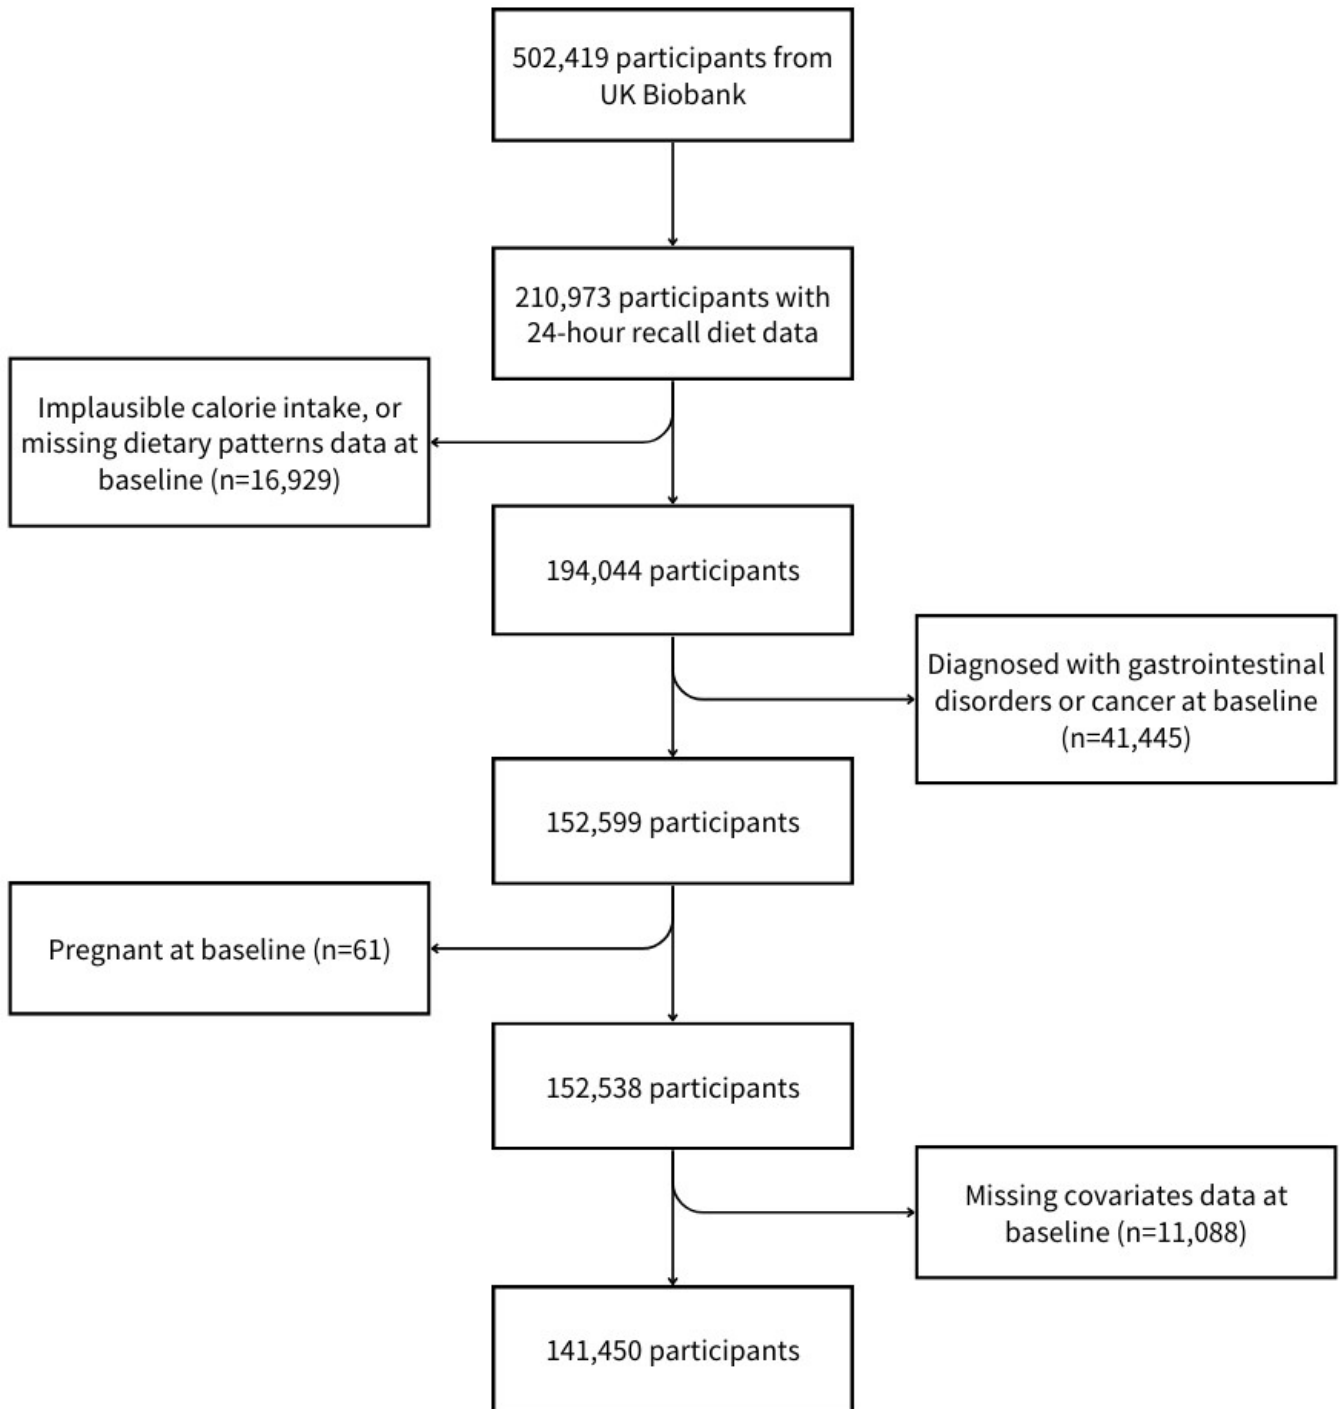 502,419 participants from
UK Biobank
210,973 participants with
24-hour recall diet data
Implausible calorie intake, or
missing dietary patterns data at
baseline (n=16,929)
194,044 participants
Diagnosed with gastrointestinal
disorders or cancer at baseline
(n=41,445)
152,599 participants
Pregnant at baseline (n=61)
152,538 participants
Missing covariates data at
baseline (n=11,088)
141,450 participants